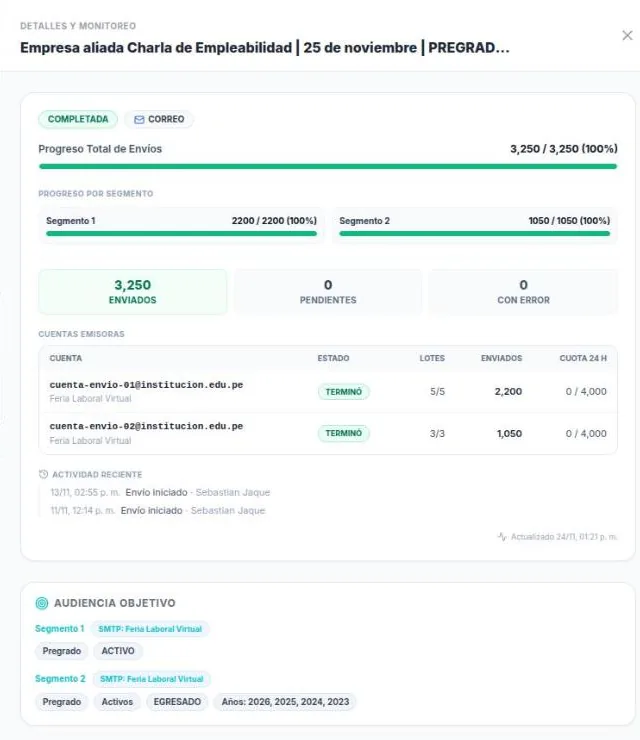 DETALLES Y MONITOREO
Empresa aliada Charla de Empleabilidad | 25 de noviembre | PREGRAD...
COMPLETADA CORREO
Progreso Total de Envíos 3,250 / 3,250 (100%)
PROGRESO POR SEGMENTO
Segmento 1 2200 / 2200 (100%) Segmento 2 1050 / 1050 (100%)
3,250 0 0
ENVIADOS PENDIENTES CON ERROR
CUENTAS EMISORAS
CUENTA ESTADO LOTES ENVIADOS CUOTA 24 H
cuenta-envio-01@institucion.edu.pe
Feria Laboral Virtual
TERMINÓ 5/5 2,200 0 / 4,000
cuenta-envio-02@institucion.edu.pe
Feria Laboral Virtual
TERMINÓ 3/3 1,050 0 / 4,000
ACTIVIDAD RECIENTE
13/11, 02:55 p. m. Envío iniciado · Sebastian Jaque
11/11, 12:14 p. m. Envío iniciado · Sebastian Jaque
Actualizado 24/11, 01:21 p. m.
AUDIENCIA OBJETIVO
Segmento 1 SMTP: Feria Laboral Virtual
Pregrado ACTIVO
Segmento 2 SMTP: Feria Laboral Virtual
Pregrado Activos EGRESADO Años: 2026, 2025, 2024, 2023